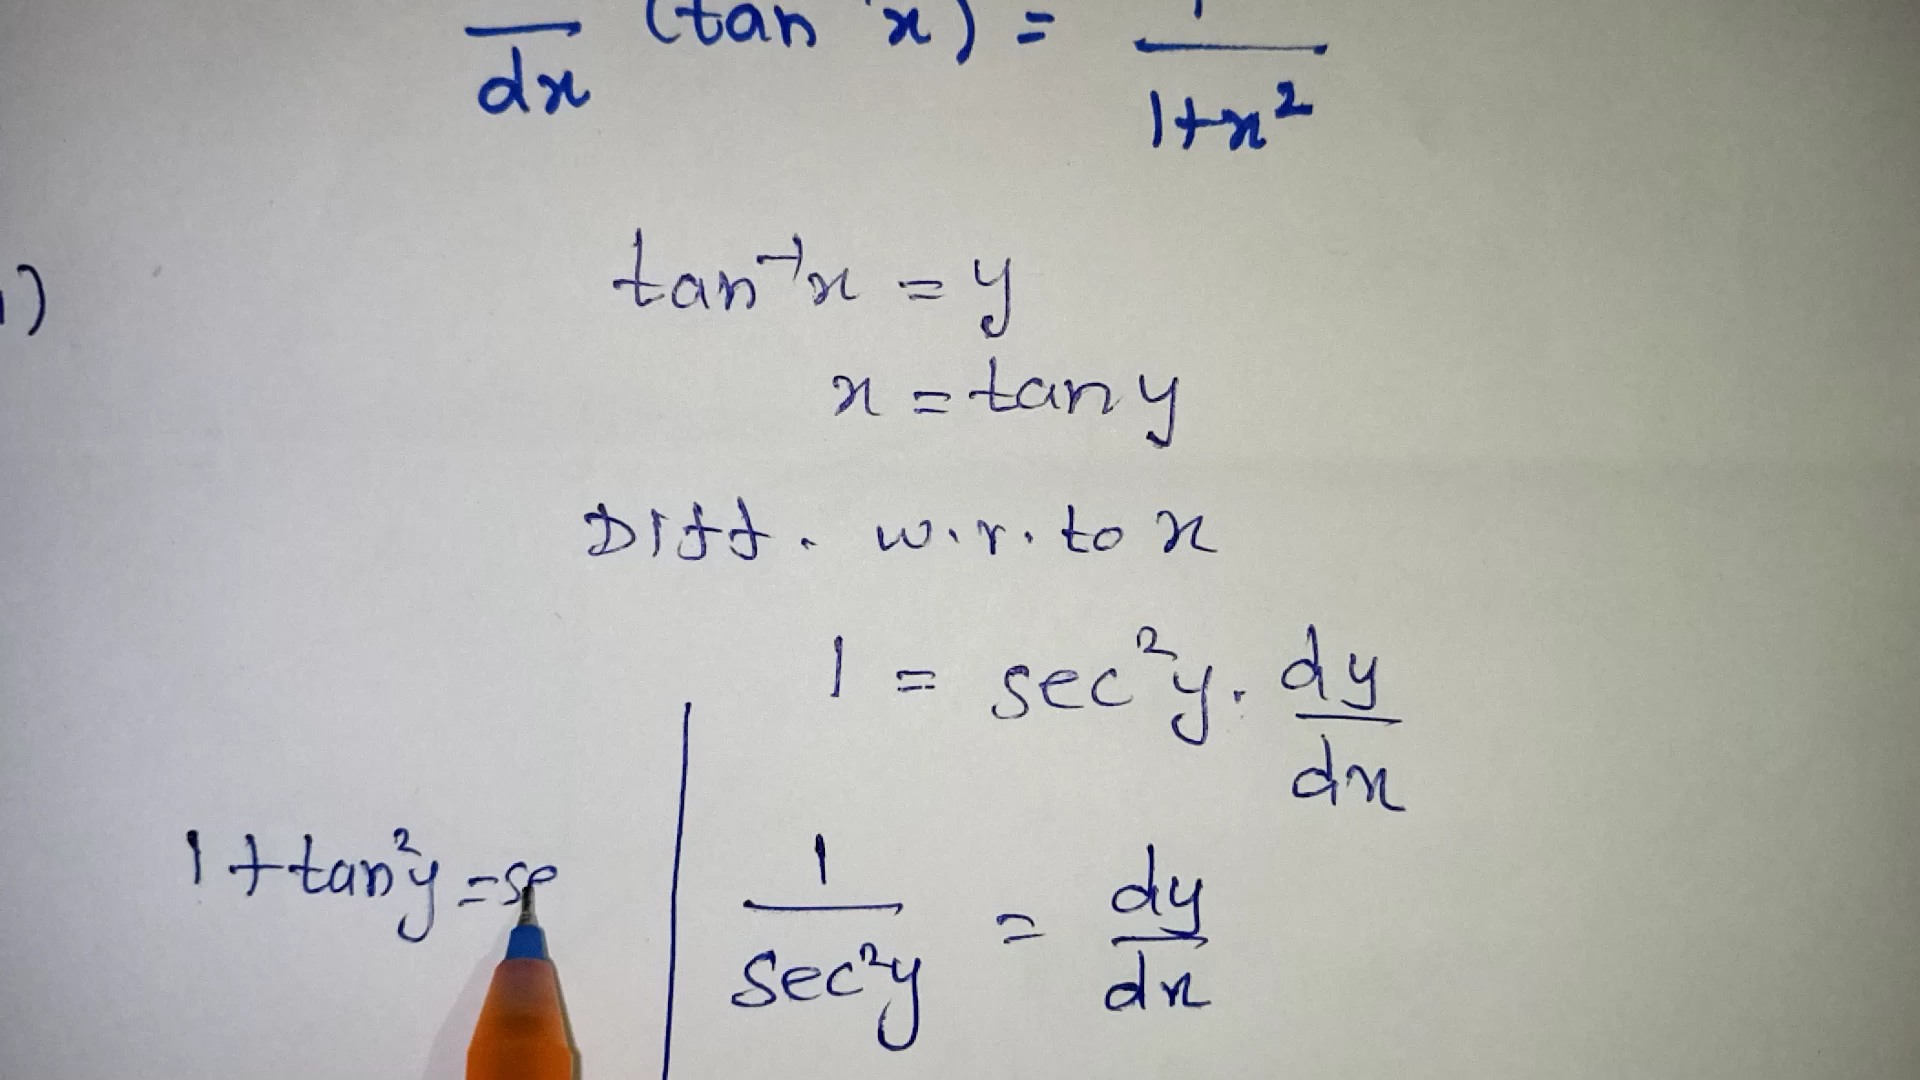 dx (tan x) = 1+x²
1)
tan⁻¹x = y
x = tan y
Diff. w.r. to x
1 = sec²y. dy/dx
1 + tan²y = se
1/sec²y = dy/dx